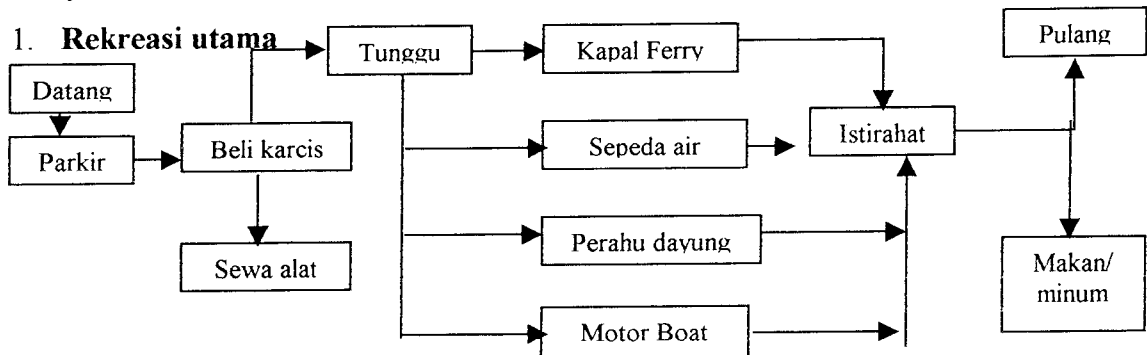 1. Rekreasi utama
Datang
Parkir
Beli karcis
Sewa alat
Tunggu
Kapal Ferry
Sepeda air
Perahu dayung
Motor Boat
Istirahat
Pulang
Makan/
minum